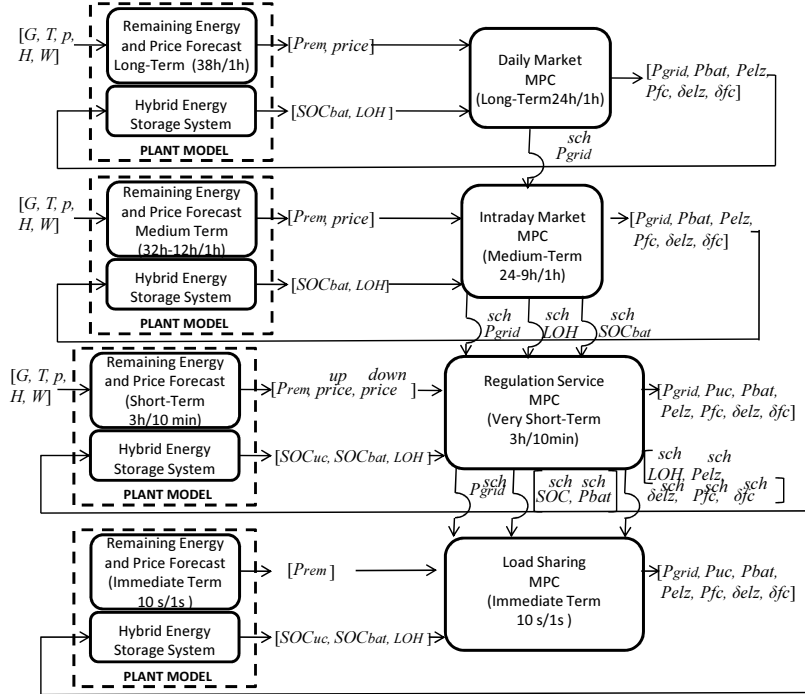 [G, T, p,
H, W]
Remaining Energy
and Price Forecast
Long-Term (38h/1h)
[Prem, price]
Daily Market
MPC
(Long-Term24h/1h)
[Pgrid, Pbat, Pelz,
Pfc, δelz, δfc]
Hybrid Energy
Storage System
[SOCbat, LOH ]
PLANT MODEL
sch
Pgrid
[G, T, p,
H, W]
Remaining Energy
and Price Forecast
Medium Term
(32h-12h/1h)
[Prem, price]
Intraday Market
MPC
(Medium-Term
24-9h/1h)
[Pgrid, Pbat, Pelz,
Pfc, δelz, δfc]
Hybrid Energy
Storage System
[SOCbat, LOH]
PLANT MODEL
sch sch sch
Pgrid LOH SOCbat
[G, T, p,
H, W]
Remaining Energy
and Price Forecast
(Short-Term
3h/10 min)
up down
[Prem, price, price ]
Regulation Service
MPC
(Very Short-Term
3h/10min)
[Pgrid, Puc, Pbat,
Pelz, Pfc, δelz, δfc]
Hybrid Energy
Storage System
[SOCuc, SOCbat, LOH ]
PLANT MODEL
sch sch sch
Pgrid SOC, Pbat
sch sch
LOH, Pelz,
sch sch sch
δelz, Pfc, δfc
Remaining Energy
and Price Forecast
(Immediate Term
10 s/1s )
[Prem]
Load Sharing
MPC
(Immediate Term
10 s/1s )
[Pgrid, Puc, Pbat,
Pelz, Pfc, δelz, δfc]
Hybrid Energy
Storage System
[SOCuc, SOCbat, LOH ]
PLANT MODEL